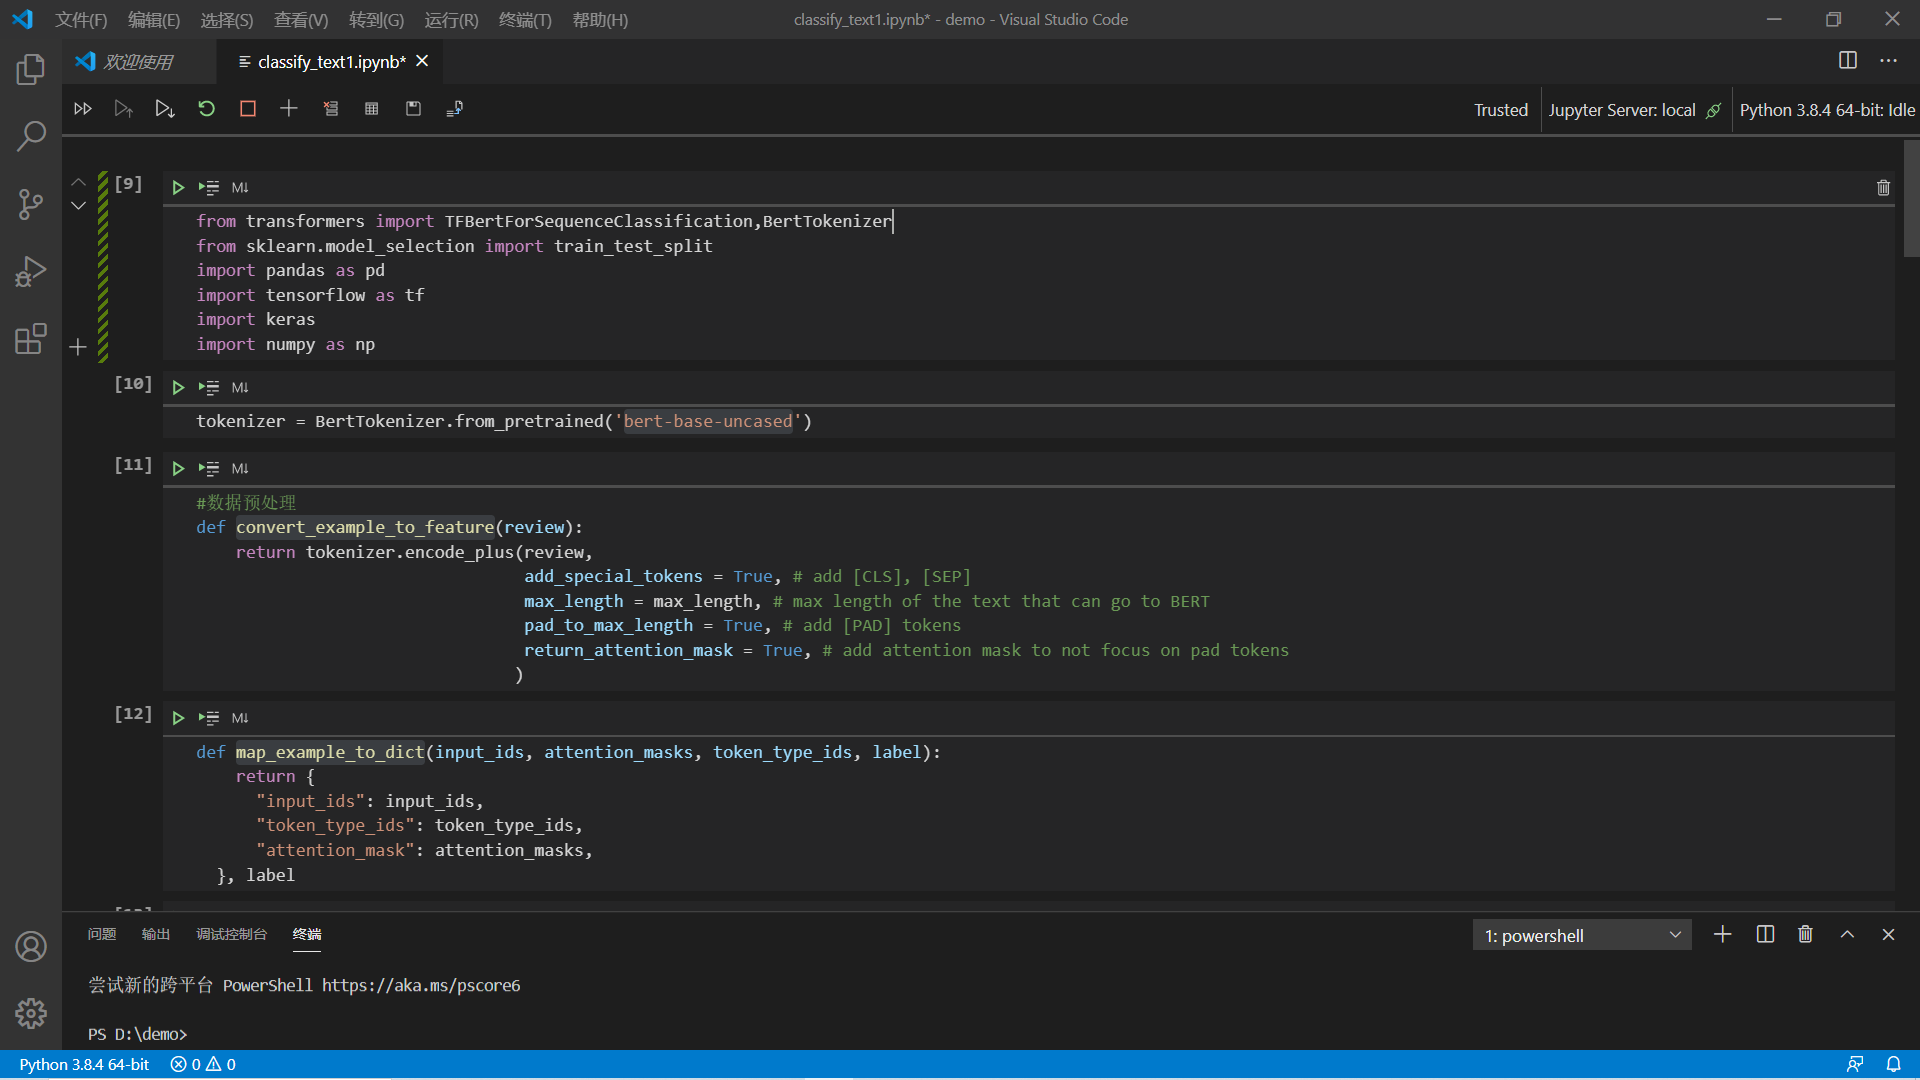 文件(F) 编辑(E) 选择(S) 查看(V) 转到(G) 运行(R) 终端(T) 帮助(H) classify_text1.ipynb* - demo - Visual Studio Code
欢迎使用 classify_text1.ipynb*
Trusted Jupyter Server: local Python 3.8.4 64-bit: Idle
[9] M↓
from transformers import TFBertForSequenceClassification,BertTokenizer
from sklearn.model_selection import train_test_split
import pandas as pd
import tensorflow as tf
import keras
import numpy as np
[10] M↓
tokenizer = BertTokenizer.from_pretrained('bert-base-uncased')
[11] M↓
#数据预处理
def convert_example_to_feature(review):
return tokenizer.encode_plus(review,
add_special_tokens = True, # add [CLS], [SEP]
max_length = max_length, # max length of the text that can go to BERT
pad_to_max_length = True, # add [PAD] tokens
return_attention_mask = True, # add attention mask to not focus on pad tokens
)
[12] M↓
def map_example_to_dict(input_ids, attention_masks, token_type_ids, label):
return {
"input_ids": input_ids,
"token_type_ids": token_type_ids,
"attention_mask": attention_masks,
}, label
问题 输出 调试控制台 终端 1: powershell
尝试新的跨平台 PowerShell https://aka.ms/pscore6
PS D:\demo>
Python 3.8.4 64-bit 0 0